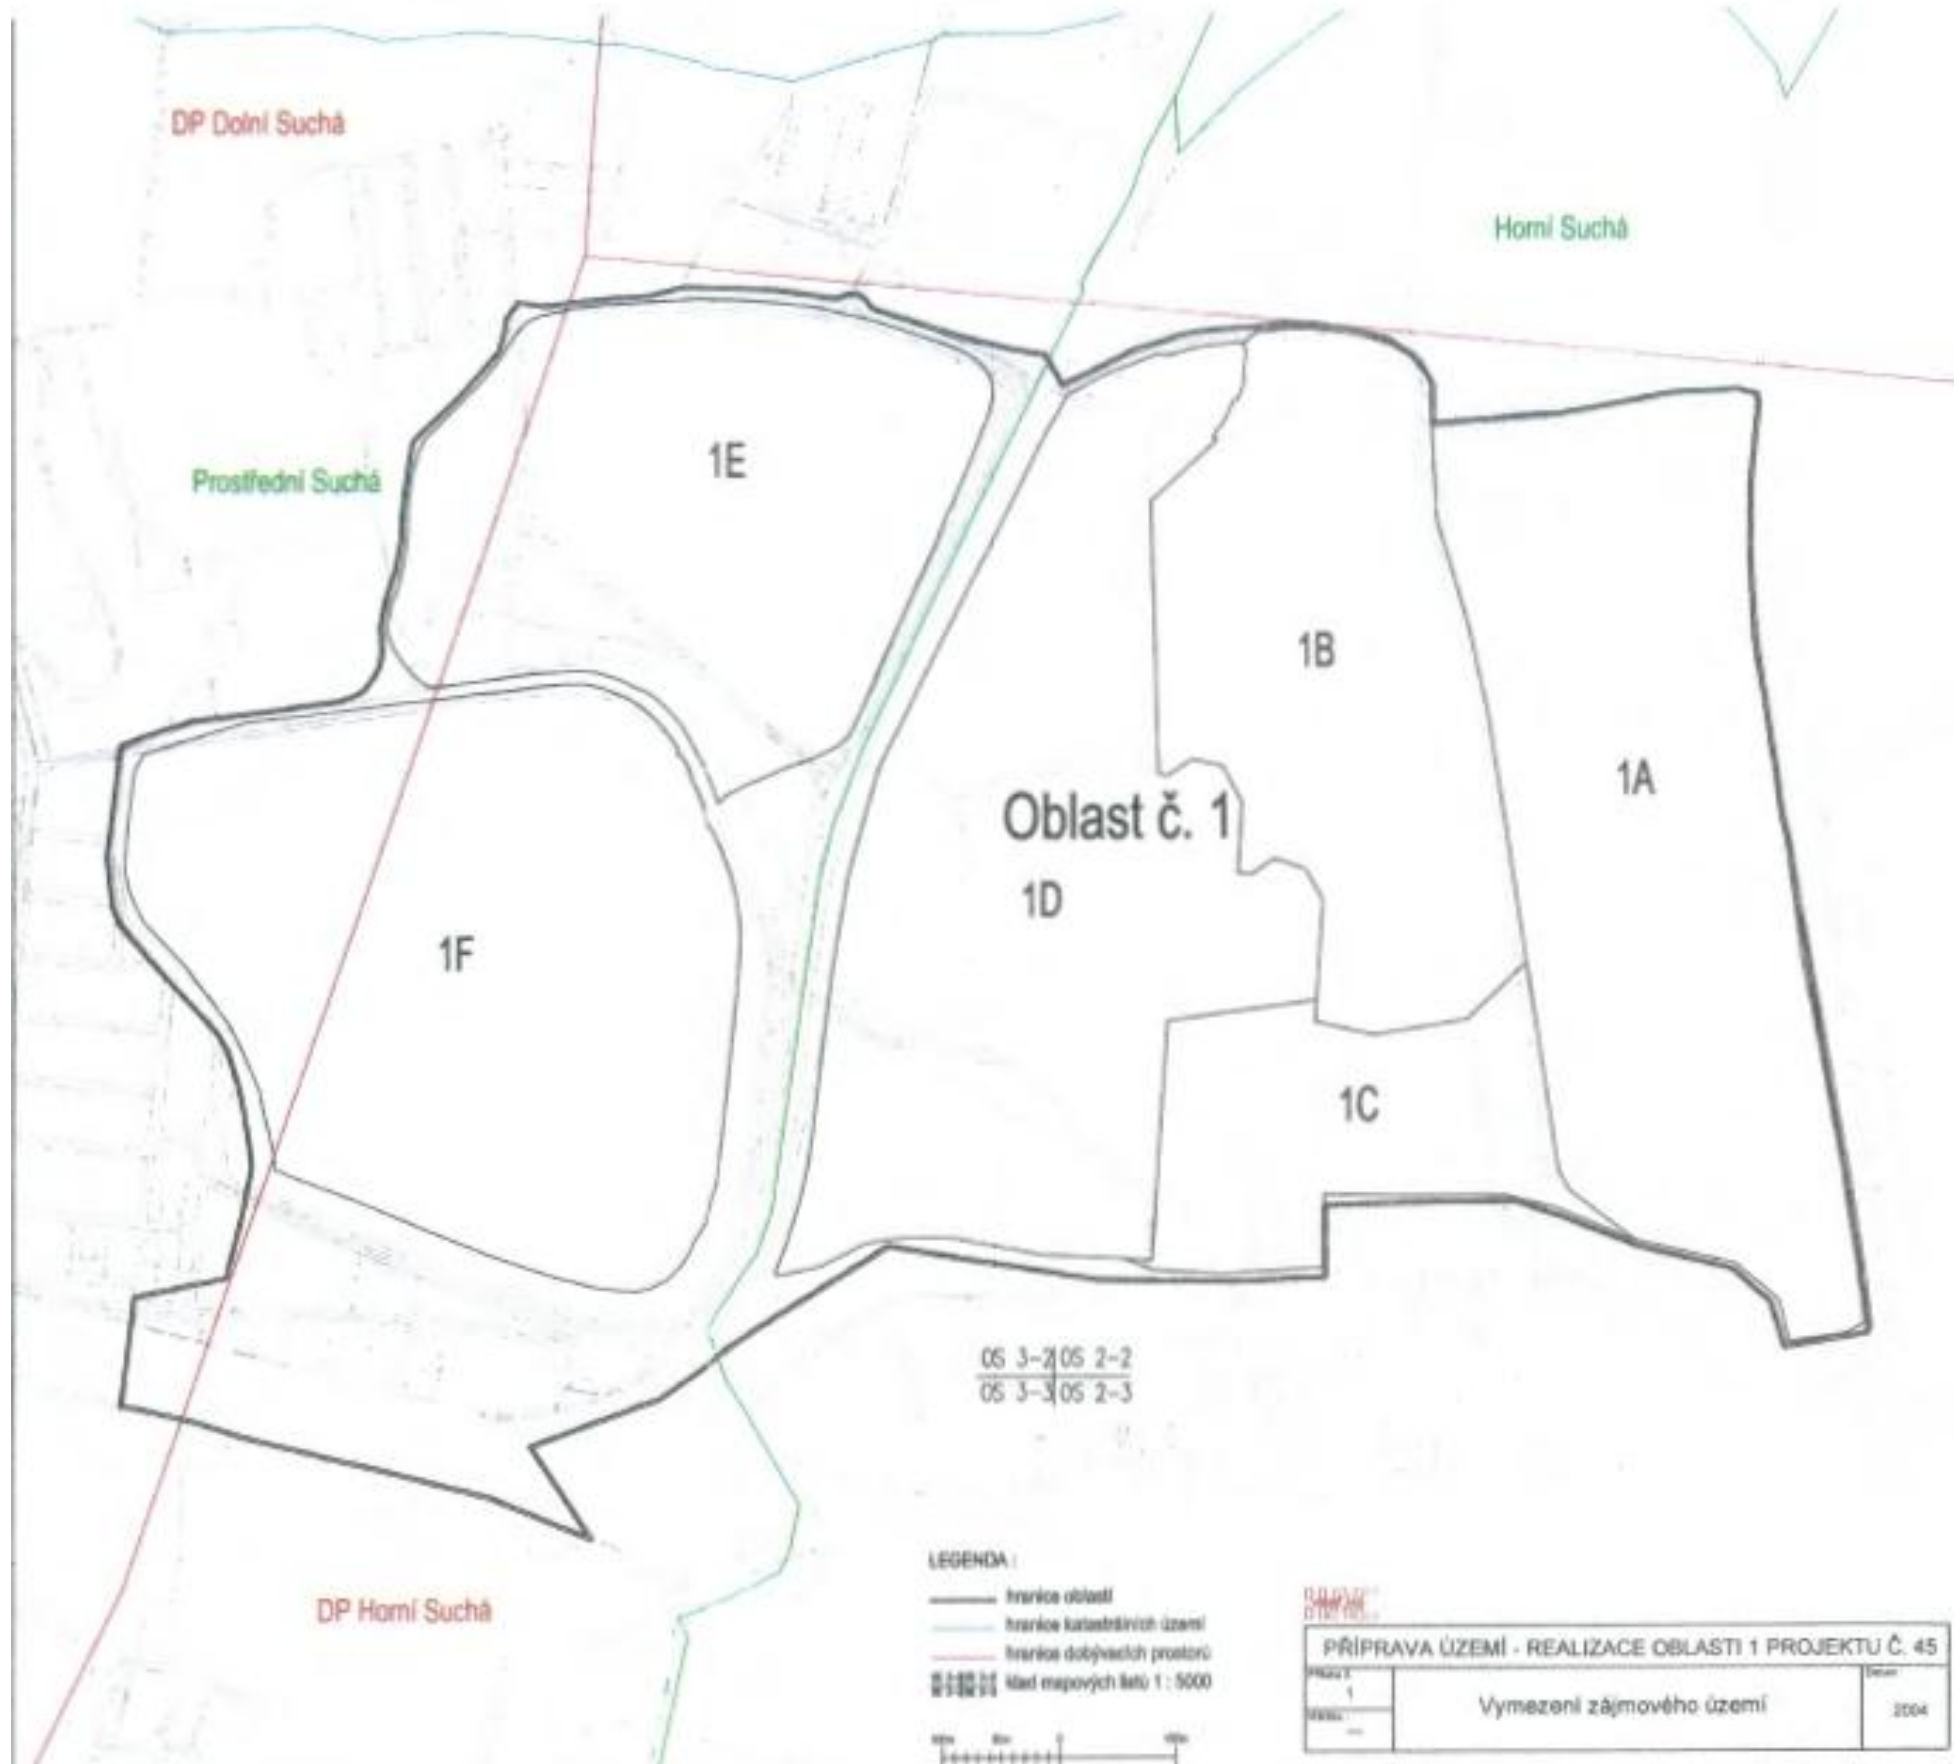 DP Dolní Suchá
Horní Suchá
1E
Prostřední Suchá
1B
1A
Oblast č. 1
1D
1F
1C
OS 3-2 OS 2-2
OS 3-3 OS 2-3
DP Horní Suchá
LEGENDA :
hranice oblasti
hranice katastrálních území
hranice dobývacích prostorů
klad mapových listů 1 : 5000
PŘÍPRAVA ÚZEMÍ - REALIZACE OBLASTI 1 PROJEKTU Č. 45
1
Vymezení zájmového území
2004